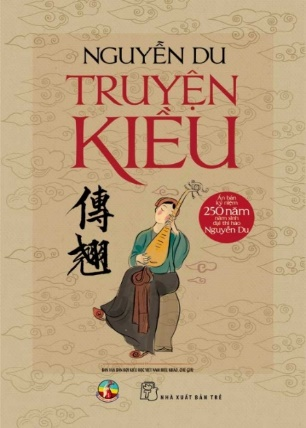 NGUYỄN DU
TRUYỆN
KIỀU
傳
翹
Ấn bản
kỷ niệm
250 năm
năm sinh
đại thi hào
Nguyễn Du
NHÀ XUẤT BẢN TRẺ